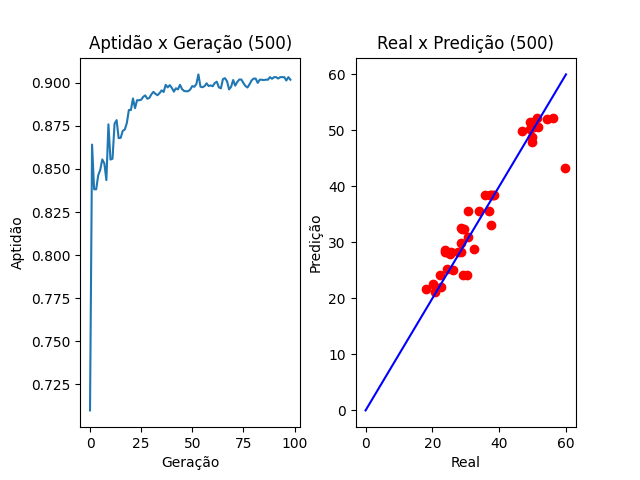 Aptidão x Geração (500)
Aptidão
0.900
0.875
0.850
0.825
0.800
0.775
0.750
0.725
0 25 50 75 100
Geração
Real x Predição (500)
Predição
60
50
40
30
20
10
0
0 20 40 60
Real